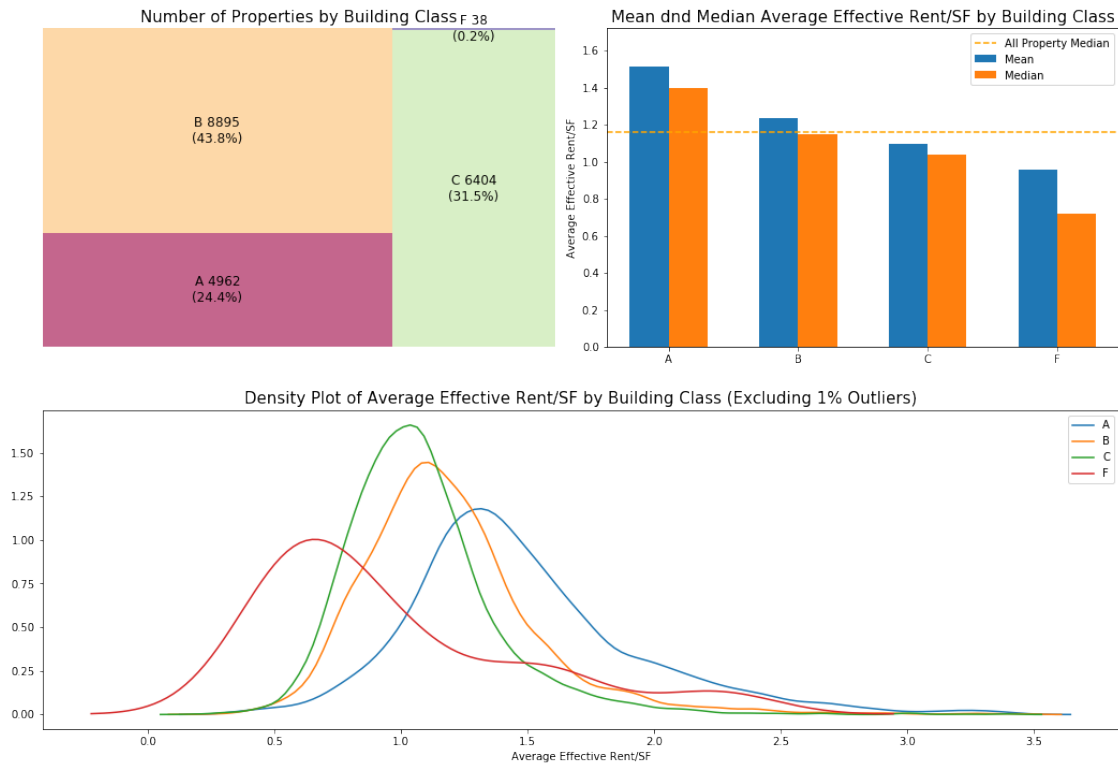 Number of Properties by Building Class
F 38
(0.2%)
B 8895
(43.8%)
C 6404
(31.5%)
A 4962
(24.4%)
Mean dnd Median Average Effective Rent/SF by Building Class
All Property Median
Mean
Median
Average Effective Rent/SF
1.6
1.4
1.2
1.0
0.8
0.6
0.4
0.2
0.0
A B C F
Density Plot of Average Effective Rent/SF by Building Class (Excluding 1% Outliers)
A
B
C
F
1.50
1.25
1.00
0.75
0.50
0.25
0.00
0.0 0.5 1.0 1.5 2.0 2.5 3.0 3.5
Average Effective Rent/SF